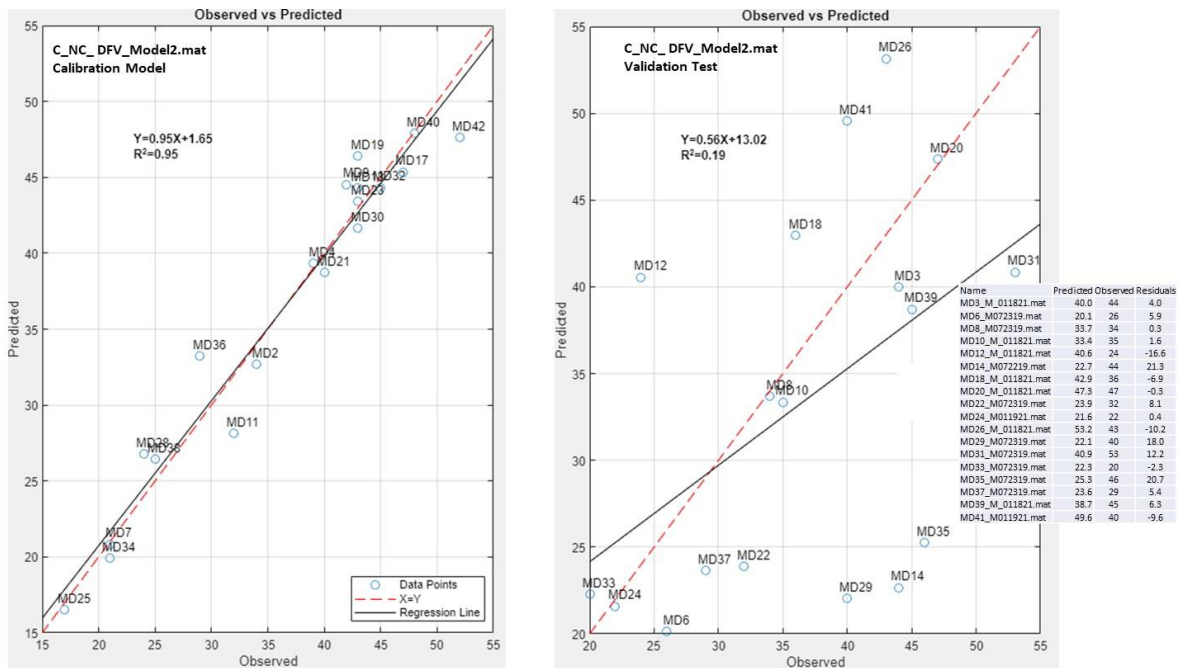 Observed vs Predicted
C_NC_ DFV_Model2.mat
Calibration Model
Y=0.95X+1.65
R²=0.95
MD40
MD42
MD19
MD17
MD9
MD32
MD23
MD30
MD4
MD21
MD36
MD2
MD11
MD28
MD38
MD7
MD34
MD25
Data Points
X=Y
Regression Line
55
50
45
40
35
30
25
20
15
Predicted
15 20 25 30 35 40 45 50 55
Observed
Observed vs Predicted
C_NC_ DFV_Model2.mat
Validation Test
Y=0.56X+13.02
R²=0.19
MD26
MD41
MD20
MD18
MD12
MD3
MD31
MD39
MD8
MD10
MD35
MD37
MD22
MD33
MD24
MD29
MD14
MD6
55
50
45
40
35
30
25
20
Predicted
20 25 30 35 40 45 50 55
Observed
Name Predicted Observed Residuals
MD3_M_011821.mat 40.0 44 4.0
MD6_M072319.mat 20.1 26 5.9
MD8_M072319.mat 33.7 34 0.3
MD10_M_011821.mat 33.4 35 1.6
MD12_M_011821.mat 40.6 24 -16.6
MD14_M072219.mat 22.7 44 21.3
MD18_M_011821.mat 42.9 36 -6.9
MD20_M_011821.mat 47.3 47 -0.3
MD22_M072319.mat 23.9 32 8.1
MD24_M011921.mat 21.6 22 0.4
MD26_M_011821.mat 53.2 43 -10.2
MD29_M072319.mat 22.1 40 18.0
MD31_M072319.mat 40.9 53 12.2
MD33_M072319.mat 22.3 20 -2.3
MD35_M072319.mat 25.3 46 20.7
MD37_M072319.mat 23.6 29 5.4
MD39_M_011821.mat 38.7 45 6.3
MD41_M011921.mat 49.6 40 -9.6